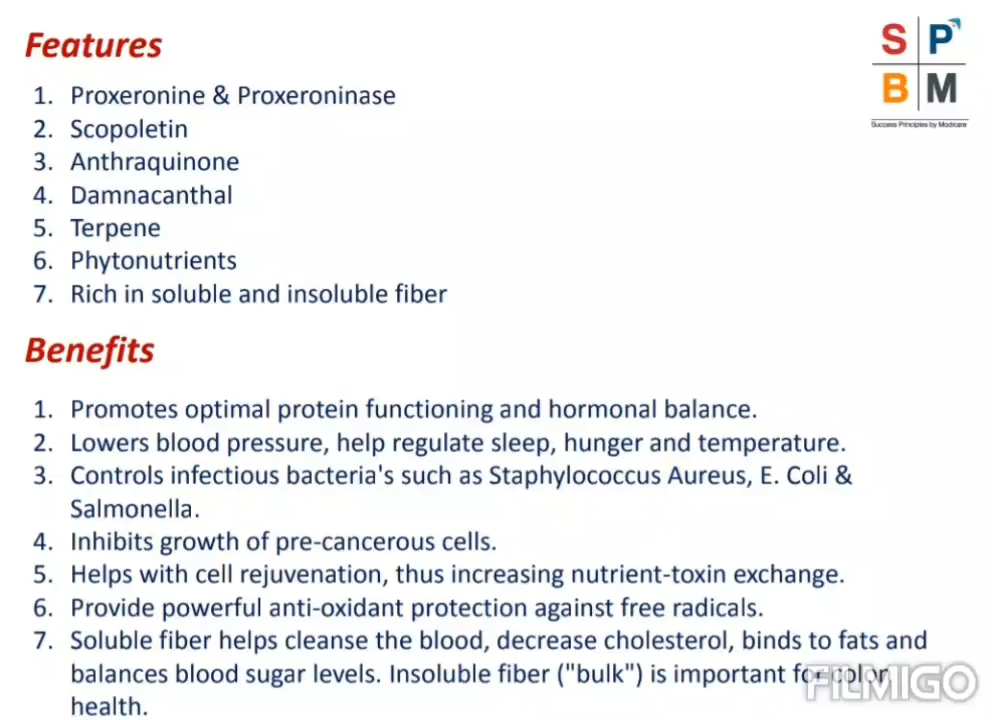 Features
S P
B M
Success Principles by Modicare
1. Proxeronine & Proxeroninase
2. Scopoletin
3. Anthraquinone
4. Damnacanthal
5. Terpene
6. Phytonutrients
7. Rich in soluble and insoluble fiber
Benefits
1. Promotes optimal protein functioning and hormonal balance.
2. Lowers blood pressure, help regulate sleep, hunger and temperature.
3. Controls infectious bacteria's such as Staphylococcus Aureus, E. Coli &
Salmonella.
4. Inhibits growth of pre-cancerous cells.
5. Helps with cell rejuvenation, thus increasing nutrient-toxin exchange.
6. Provide powerful anti-oxidant protection against free radicals.
7. Soluble fiber helps cleanse the blood, decrease cholesterol, binds to fats and
balances blood sugar levels. Insoluble fiber ("bulk") is important for colon
health.
FILMIGO